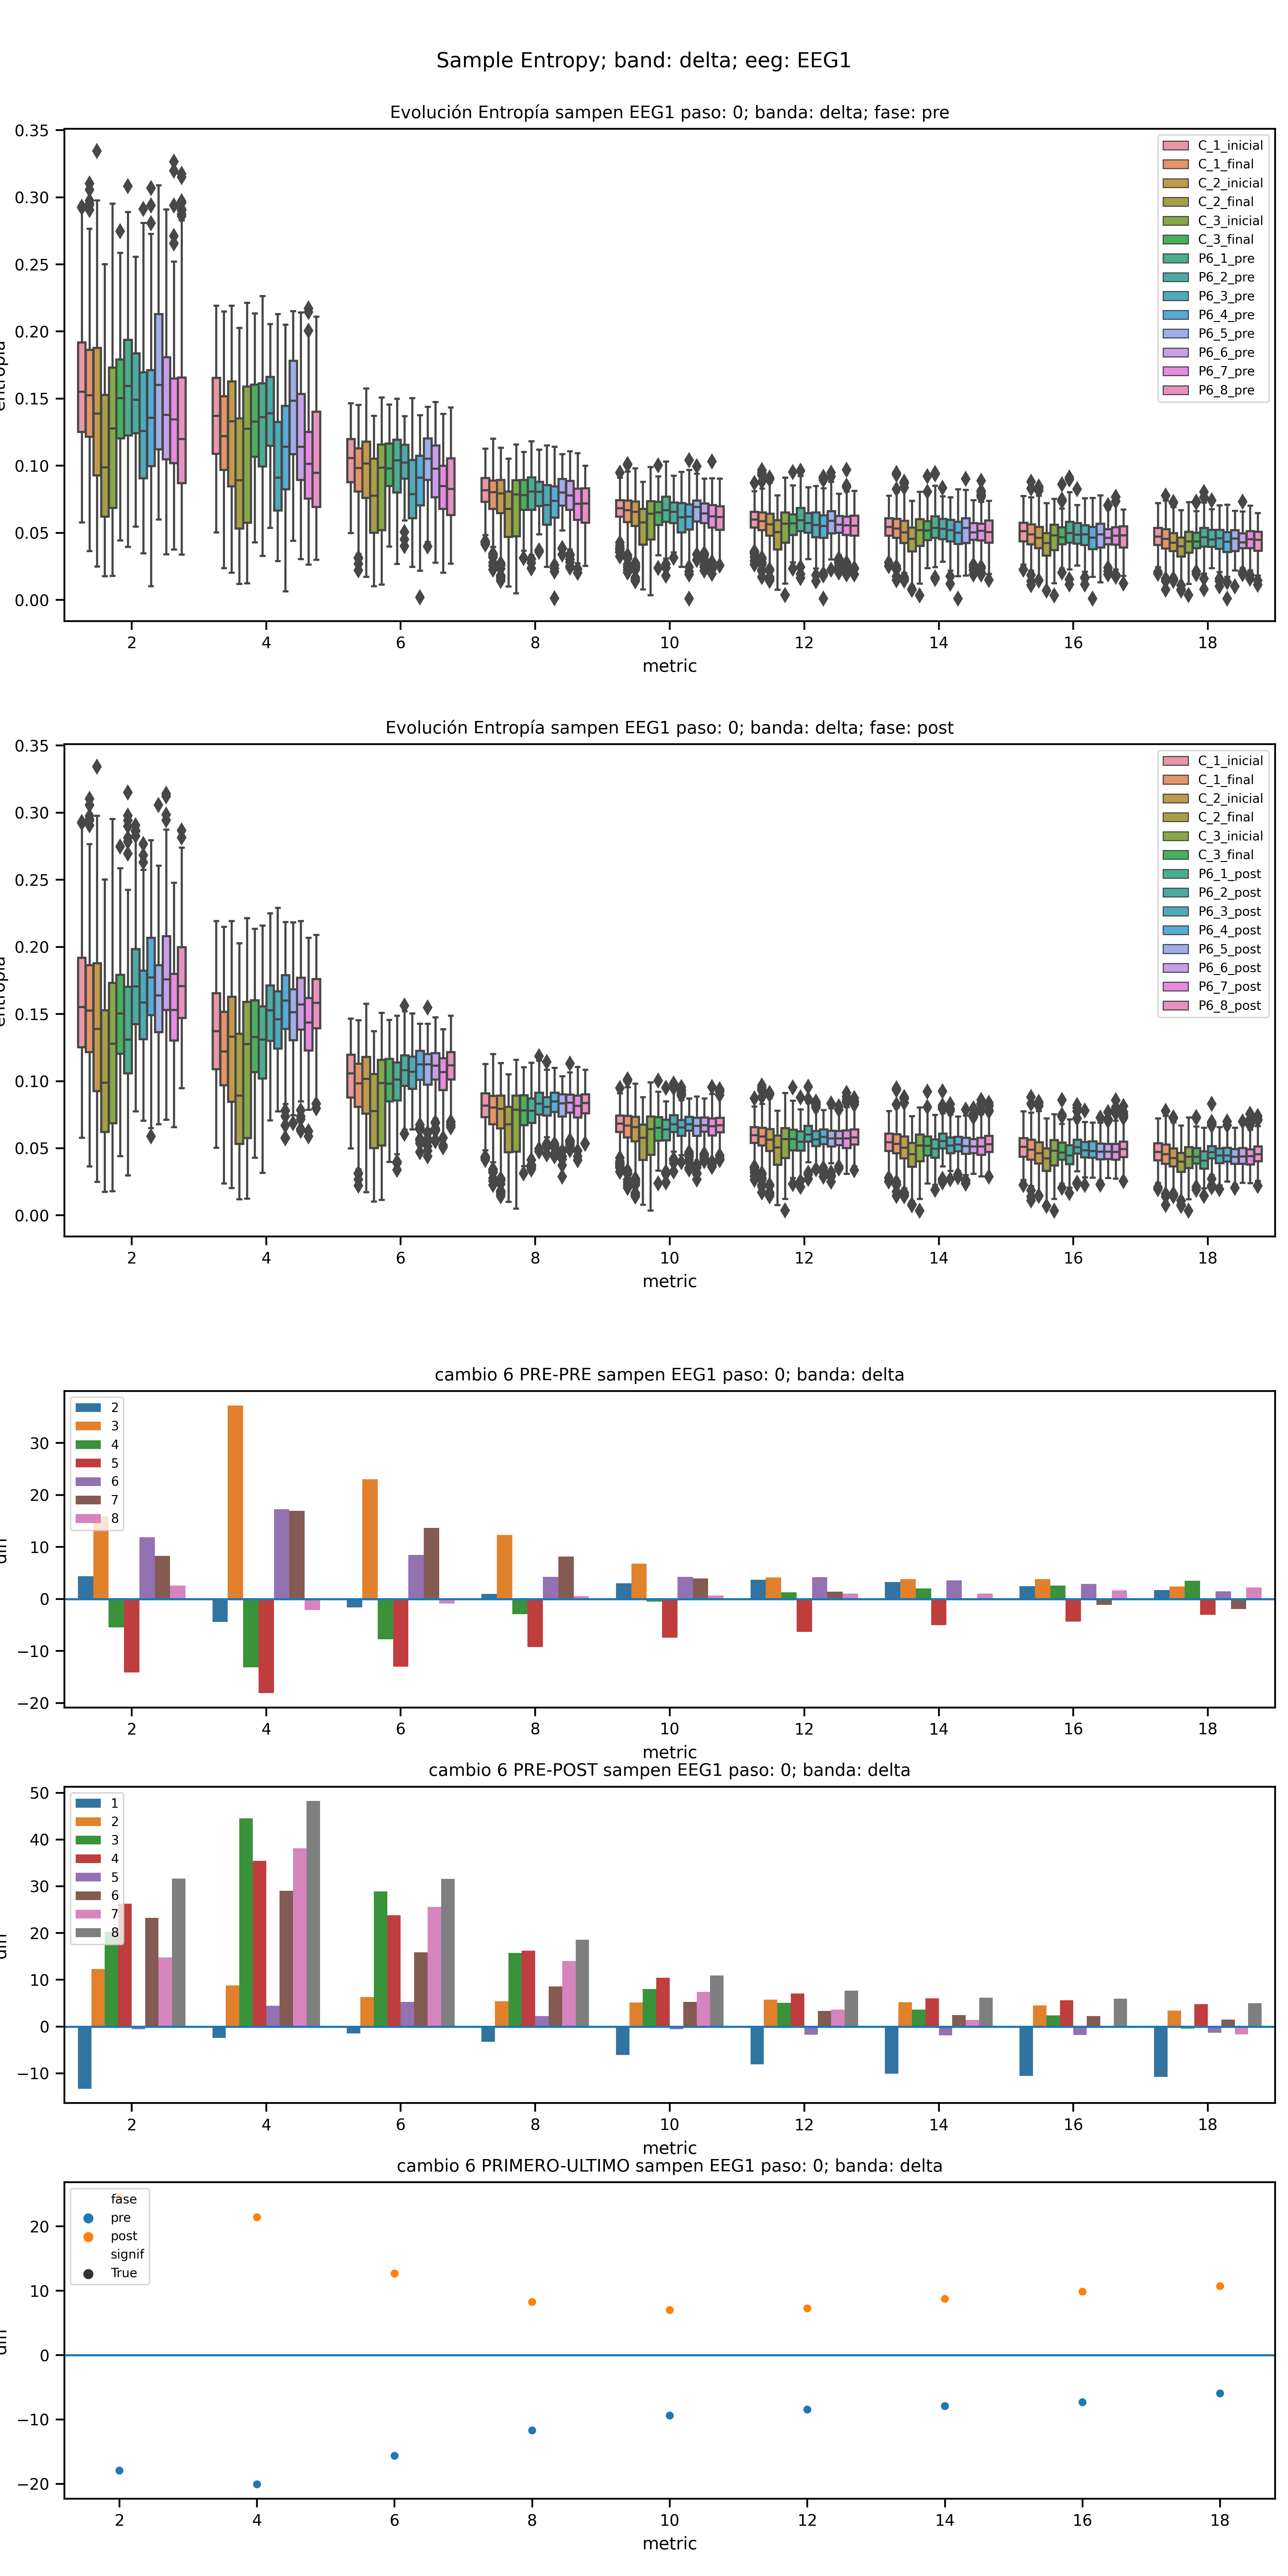 Sample Entropy; band: delta; eeg: EEG1
Evolución Entropía sampen EEG1 paso: 0; banda: delta; fase: pre
0.35
0.30
0.25
0.20
0.15
0.10
0.05
0.00
C_1_inicial
C_1_final
C_2_inicial
C_2_final
C_3_inicial
C_3_final
P6_1_pre
P6_2_pre
P6_3_pre
P6_4_pre
P6_5_pre
P6_6_pre
P6_7_pre
P6_8_pre
2 4 6 8 10 12 14 16 18
metric
Evolución Entropía sampen EEG1 paso: 0; banda: delta; fase: post
0.35
0.30
0.25
0.20
0.15
0.10
0.05
0.00
C_1_inicial
C_1_final
C_2_inicial
C_2_final
C_3_inicial
C_3_final
P6_1_post
P6_2_post
P6_3_post
P6_4_post
P6_5_post
P6_6_post
P6_7_post
P6_8_post
2 4 6 8 10 12 14 16 18
metric
cambio 6 PRE-PRE sampen EEG1 paso: 0; banda: delta
30
20
10
0
−10
−20
2
3
4
5
6
7
8
2 4 6 8 10 12 14 16 18
metric
cambio 6 PRE-POST sampen EEG1 paso: 0; banda: delta
50
40
30
20
10
0
−10
1
2
3
4
5
6
7
8
2 4 6 8 10 12 14 16 18
metric
cambio 6 PRIMERO-ULTIMO sampen EEG1 paso: 0; banda: delta
20
10
0
−10
−20
fase
pre
post
signif
True
2 4 6 8 10 12 14 16 18
metric